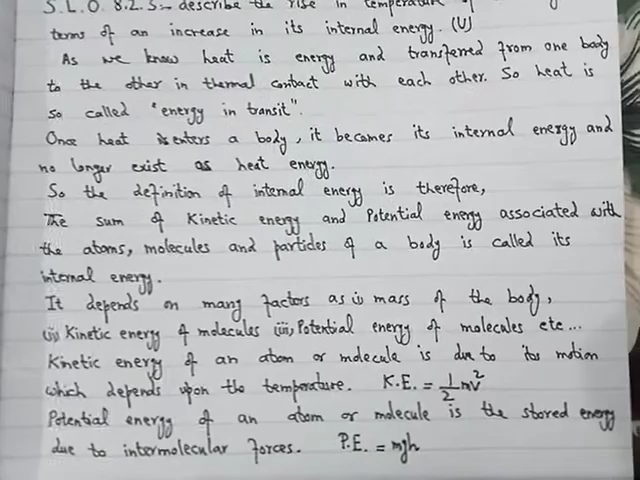 S.L.O 8.2.5:- describe the rise in temperature of
terms of an increase in its internal energy. (U)
As we know heat is energy and transferred from one body
to the other in thermal contact with each other. So heat is
so called "energy in transit".
Once heat enters a body, it becomes its internal energy and
no longer exist as heat energy.
So the definition of internal energy is therefore,
The sum of Kinetic energy and Potential energy associated with
the atoms, molecules and particles of a body is called its
internal energy.
It depends on many factors as (i) mass of the body,
(ii) Kinetic energy of molecules (iii) Potential energy of molecules etc...
Kinetic energy of an atom or molecule is due to its motion
which depends upon the temperature. K.E. = 1/2 mv²
Potential energy of an atom or molecule is the stored energy
due to intermolecular forces. P.E. = mgh